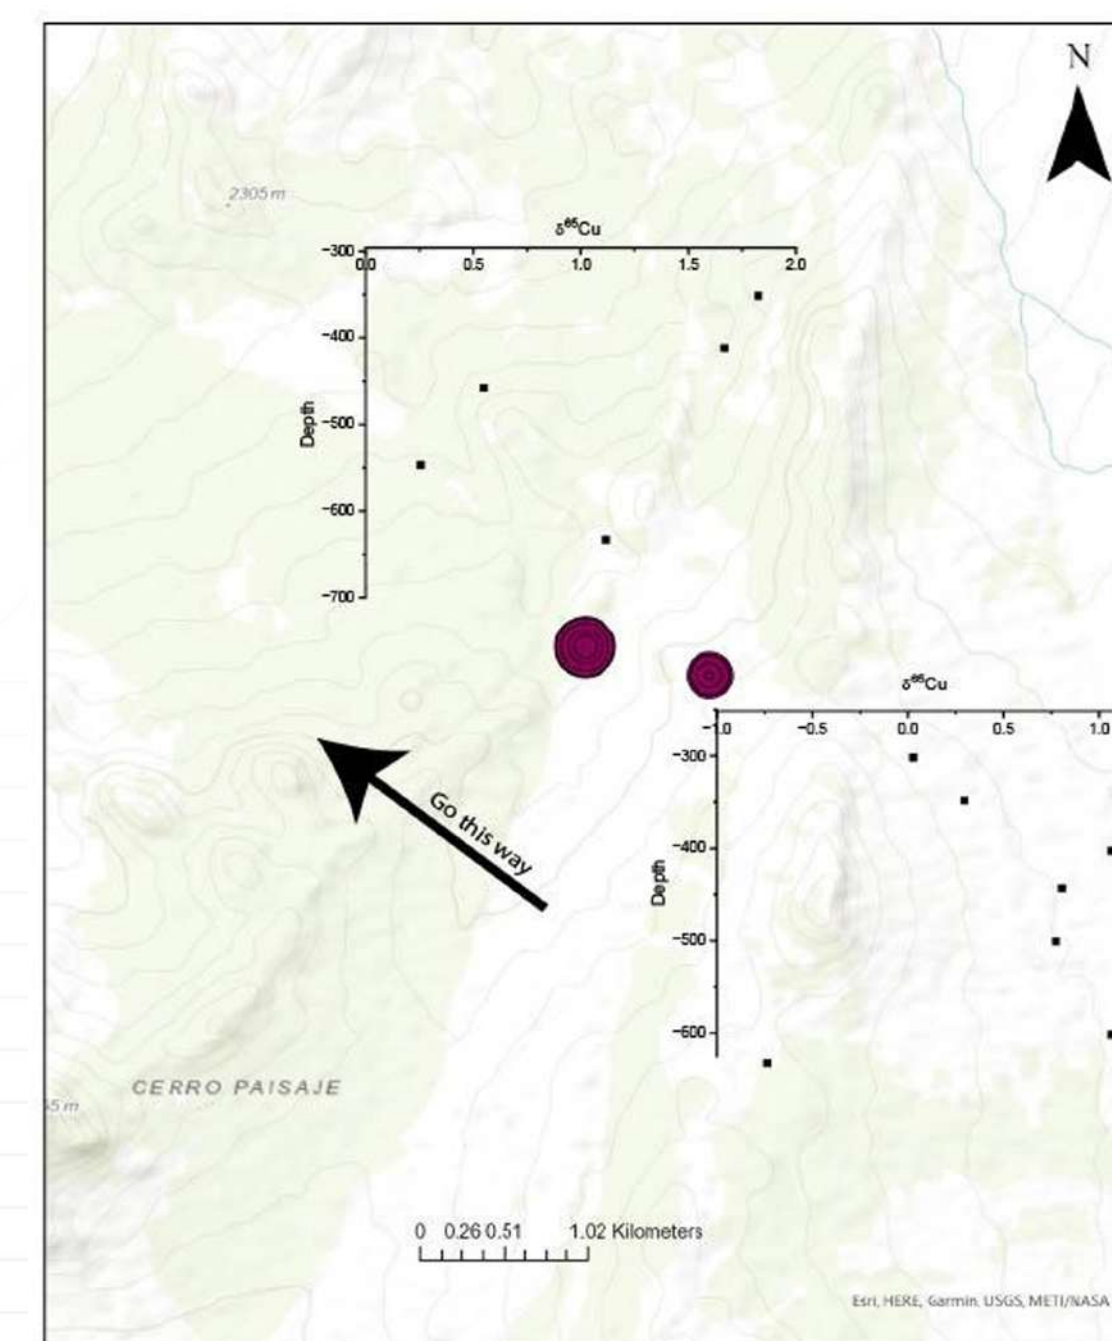 N
2305 m
δ⁶⁵Cu
−300
0.0 0.5 1.0 1.5 2.0
−400
Depth
−500
−600
−700
δ⁶⁵Cu
−1.0 −0.5 0.0 0.5 1.0
−300
Go this way
−400
Depth
−500
−600
CERRO PAISAJE
5 m
0 0.26 0.51 1.02 Kilometers
Esri, HERE, Garmin, USGS, METI/NASA